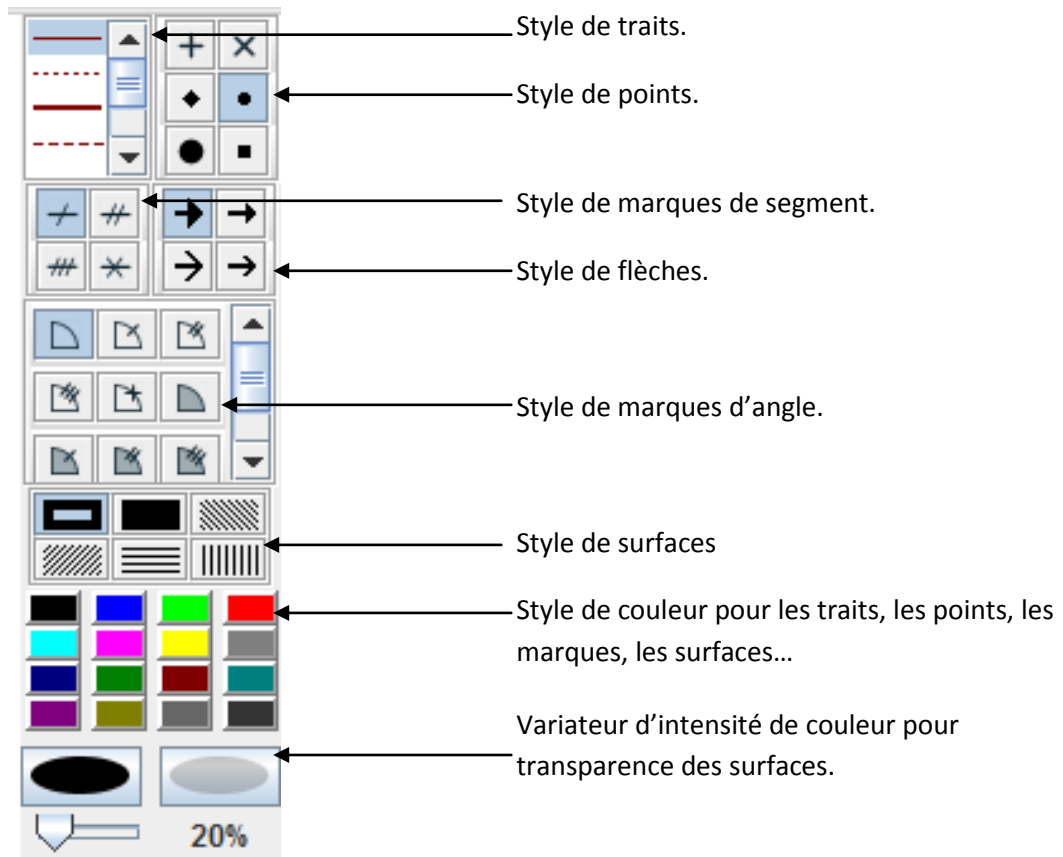 Style de traits.
Style de points.
Style de marques de segment.
Style de flèches.
Style de marques d’angle.
Style de surfaces
Style de couleur pour les traits, les points, les
marques, les surfaces…
Variateur d’intensité de couleur pour
transparence des surfaces.
20%